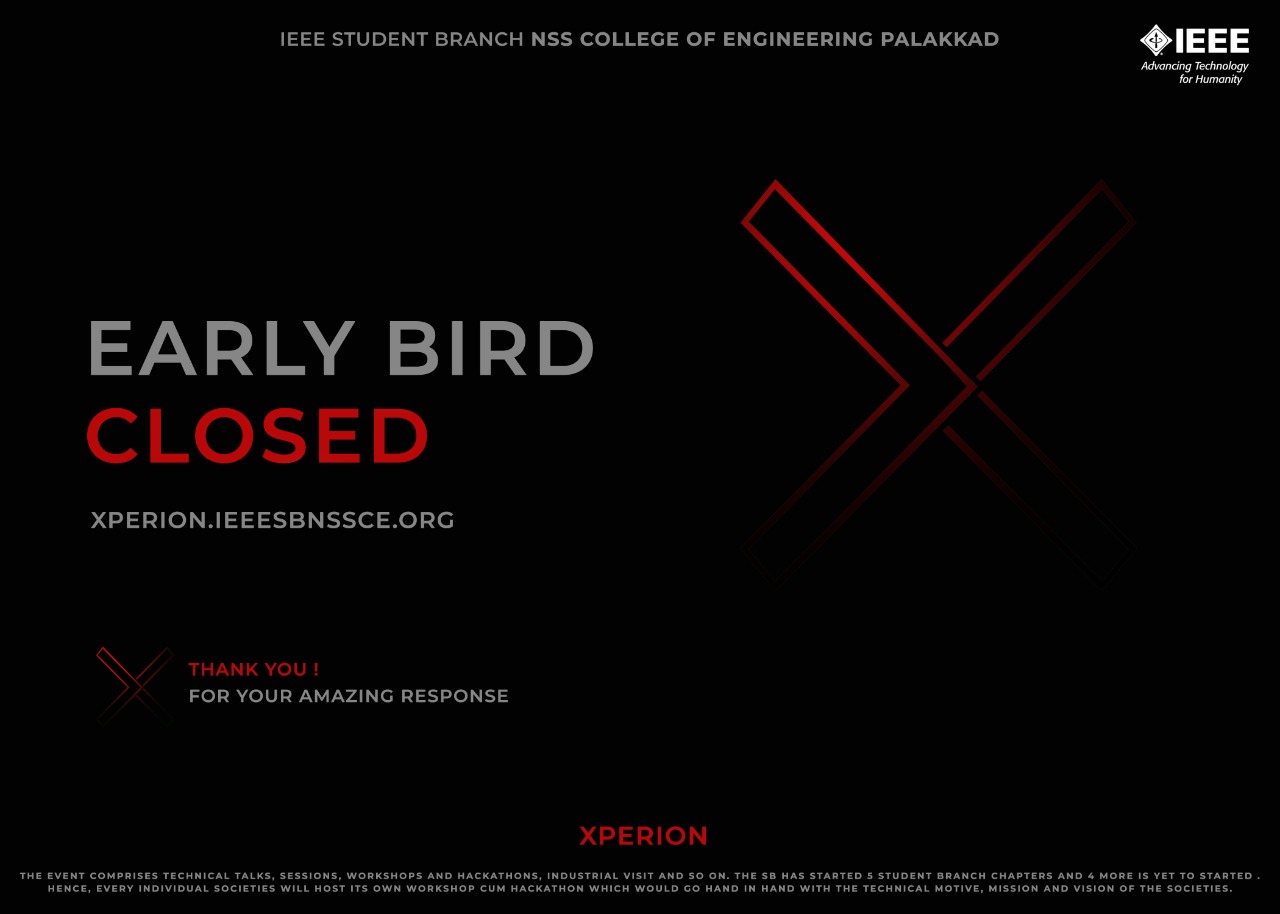 IEEE STUDENT BRANCH NSS COLLEGE OF ENGINEERING PALAKKAD
IEEE
Advancing Technology
for Humanity
EARLY BIRD
CLOSED
XPERION.IEEESBNSSCE.ORG
THANK YOU !
FOR YOUR AMAZING RESPONSE
XPERION
THE EVENT COMPRISES TECHNICAL TALKS, SESSIONS, WORKSHOPS AND HACKATHONS, INDUSTRIAL VISIT AND SO ON. THE SB HAS STARTED 5 STUDENT BRANCH CHAPTERS AND 4 MORE IS YET TO STARTED .
HENCE, EVERY INDIVIDUAL SOCIETIES WILL HOST ITS OWN WORKSHOP CUM HACKATHON WHICH WOULD GO HAND IN HAND WITH THE TECHNICAL MOTIVE, MISSION AND VISION OF THE SOCIETIES.